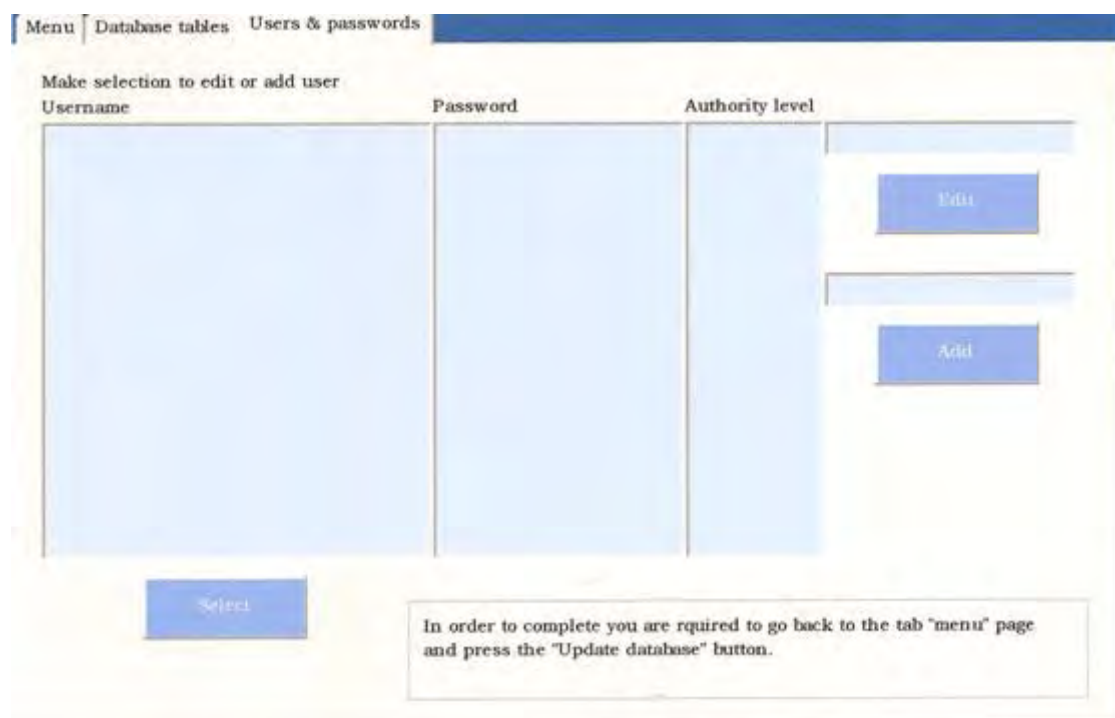 Menu Database tables Users & passwords
Make selection to edit or add user
Username Password Authority level
Edit
Add
Select
In order to complete you are rquired to go back to the tab "menu" page
and press the "Update database" button.